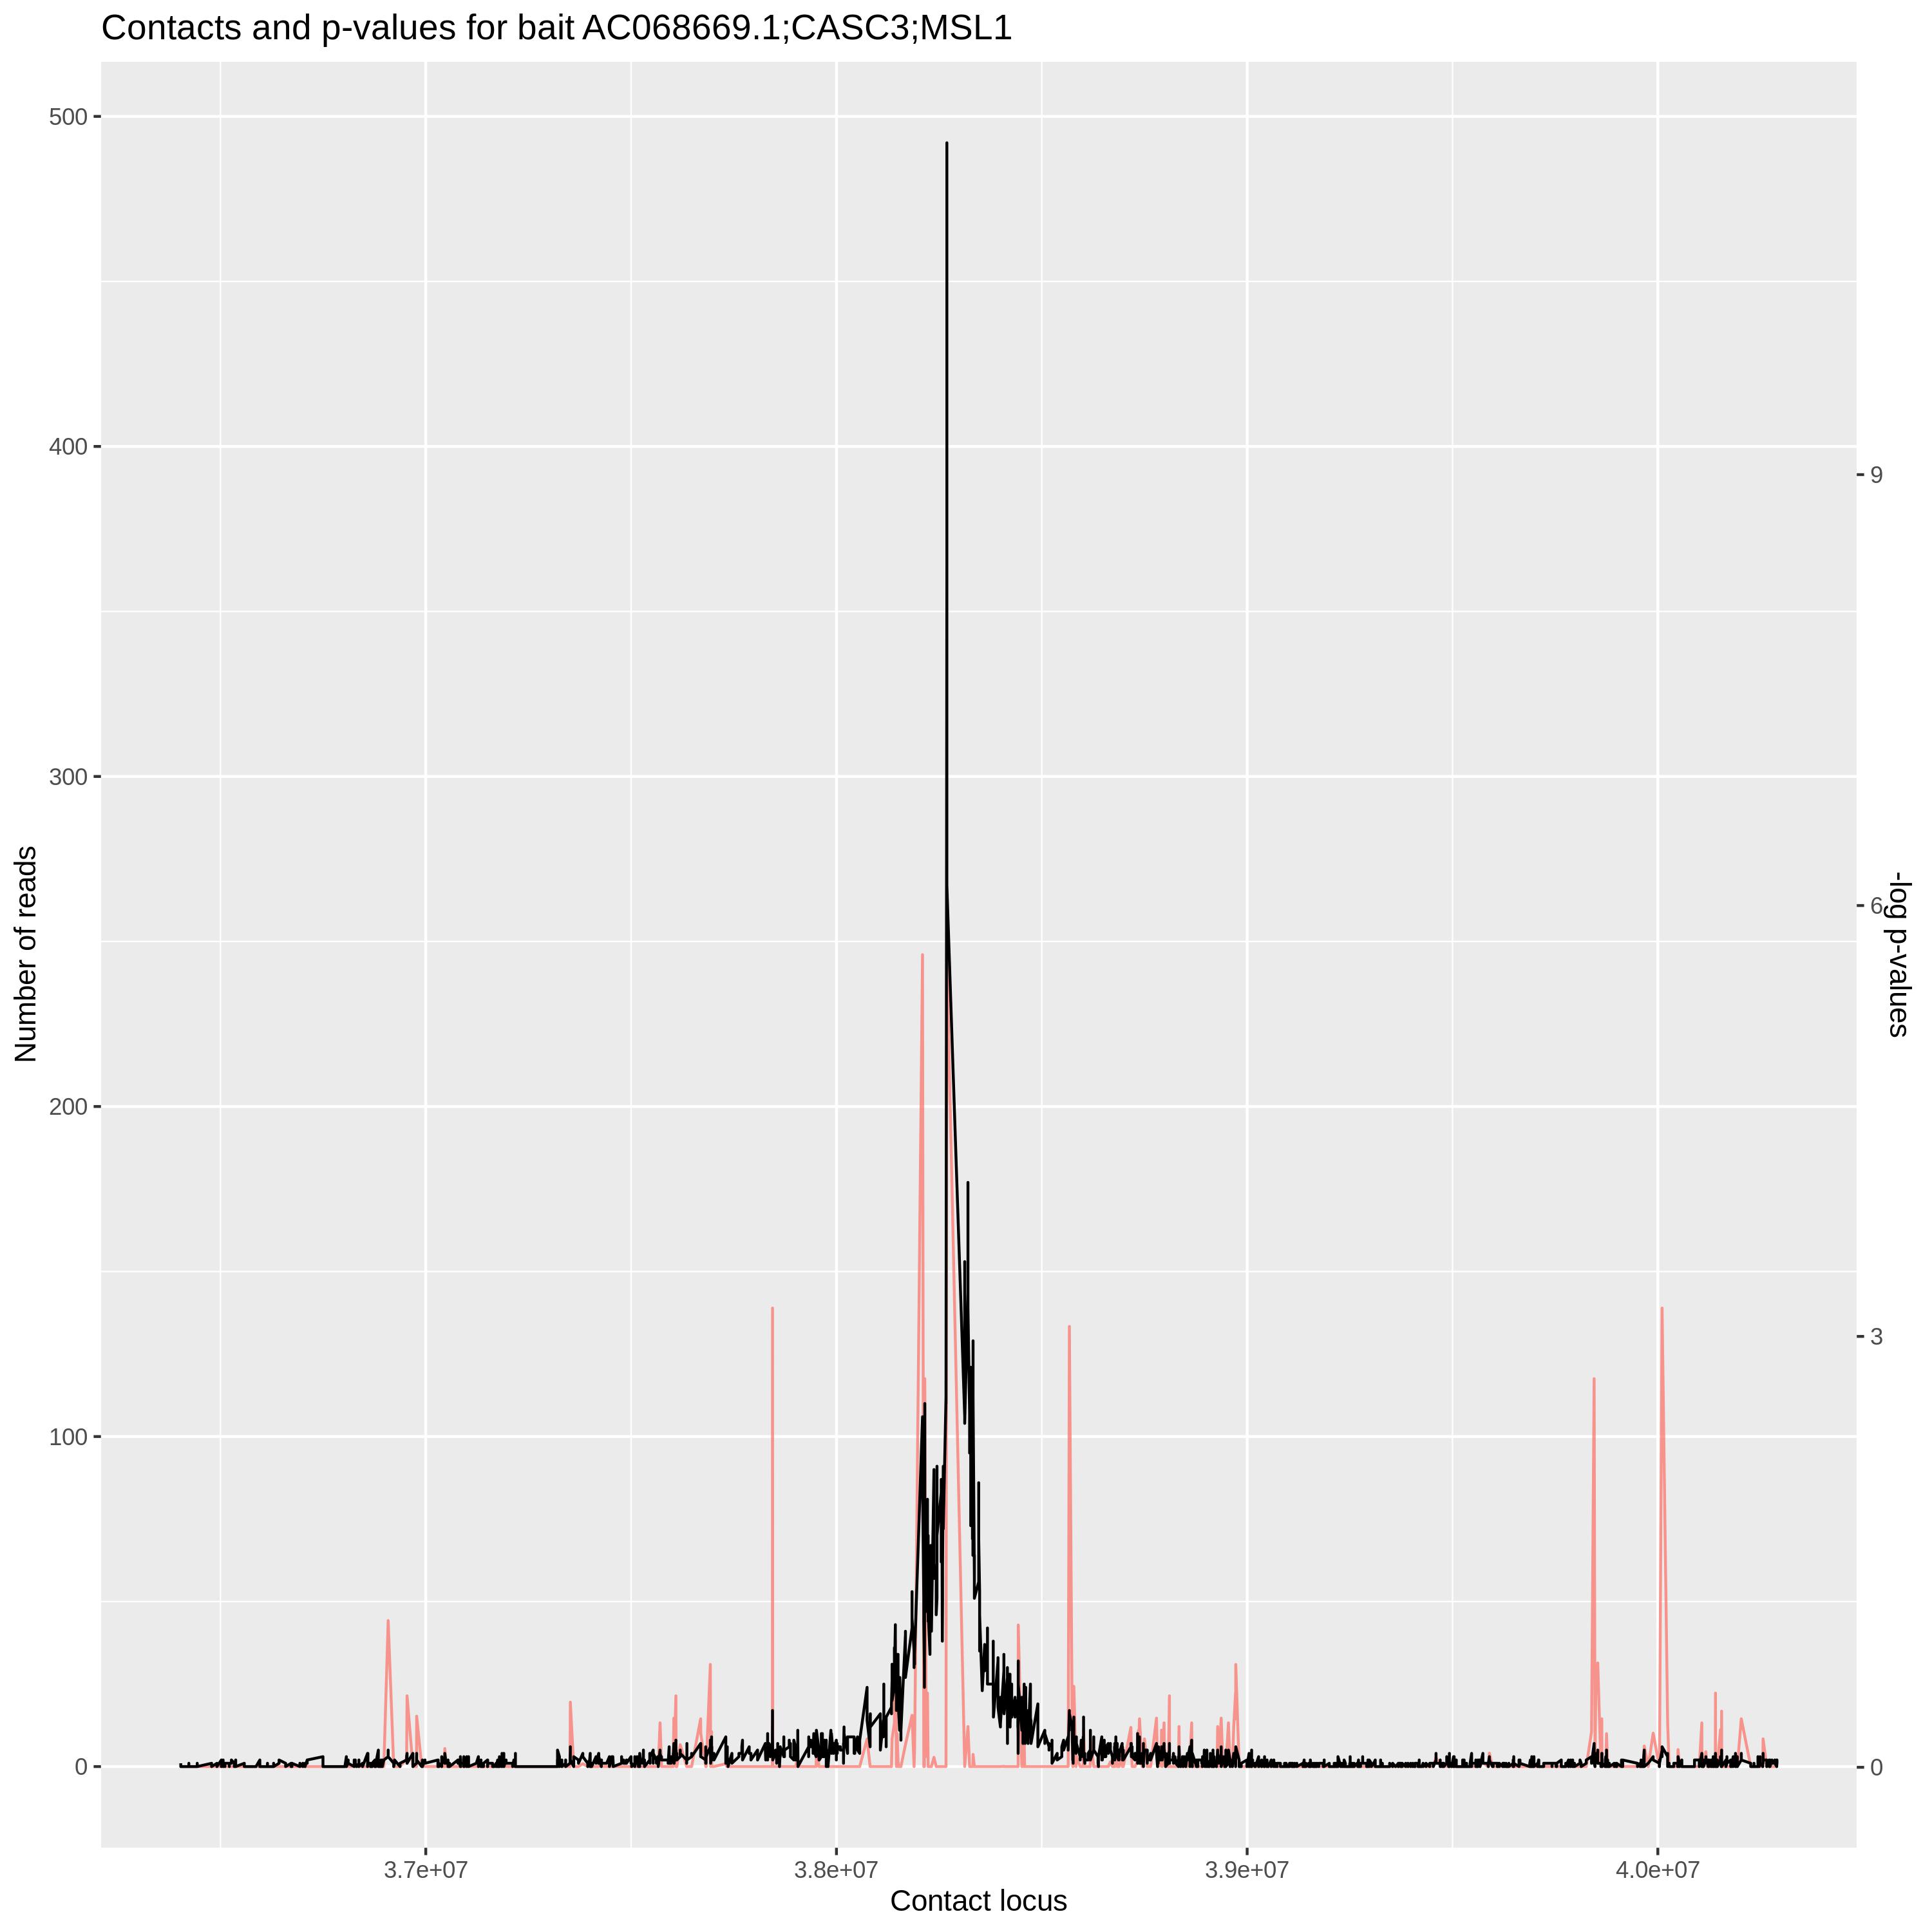 Contacts and p-values for bait AC068669.1;CASC3;MSL1
500
400
300
200
100
0
Number of reads
9
6
3
0
-log p-values
3.7e+07
3.8e+07
3.9e+07
4.0e+07
Contact locus